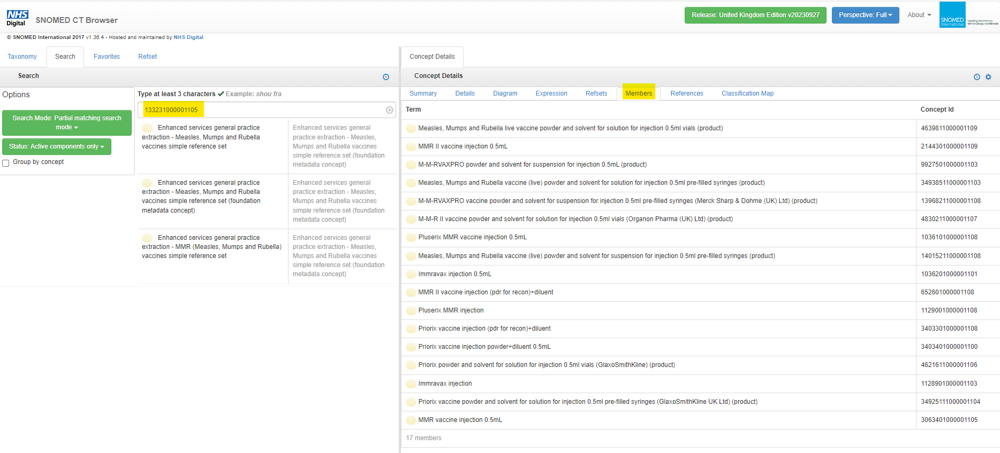 NHS
Digital
SNOMED CT Browser
Release: United Kingdom Edition v20230927
Perspective: Full
About
SNOMED
International
Leading healthcare
terminology, worldwide
© SNOMED International 2017 v1.36.4 - Hosted and maintained by NHS Digital
Taxonomy
Search
Favorites
Refset
Search
Options
Search Mode: Partial matching search
mode
Status: Active components only
Group by concept
Type at least 3 characters ✔ Example: shou fra
133231000001105
Enhanced services general practice
extraction - Measles, Mumps and Rubella
vaccines simple reference set
Enhanced services general
practice extraction - Measles,
Mumps and Rubella vaccines
simple reference set (foundation
metadata concept)
Enhanced services general practice
extraction - Measles, Mumps and Rubella
vaccines simple reference set (foundation
metadata concept)
Enhanced services general
practice extraction - Measles,
Mumps and Rubella vaccines
simple reference set (foundation
metadata concept)
Enhanced services general practice
extraction - MMR (Measles, Mumps and Rubella)
vaccines simple reference set
Enhanced services general
practice extraction - Measles,
Mumps and Rubella vaccines
simple reference set (foundation
metadata concept)
Concept Details
Concept Details
Summary
Details
Diagram
Expression
Refsets
Members
References
Classification Map
Term Concept Id
Measles, Mumps and Rubella live vaccine powder and solvent for solution for injection 0.5ml vials (product) 4639811000001109
MMR II vaccine injection 0.5mL 2144301000001109
M-M-RVAXPRO powder and solvent for suspension for injection 0.5mL (product) 9927501000001103
Measles, Mumps and Rubella vaccine (live) powder and solvent for solution for injection 0.5ml pre-filled syringes (product) 34938511000001103
M-M-RVAXPRO vaccine powder and solvent for suspension for injection 0.5ml pre-filled syringes (Merck Sharp & Dohme (UK) Ltd) (product) 13968211000001108
M-M-R II vaccine powder and solvent for solution for injection 0.5ml vials (Organon Pharma (UK) Ltd) (product) 4830211000001107
Pluserix MMR vaccine injection 0.5mL 1036101000001108
Measles, Mumps and Rubella vaccine (live) powder and solvent for suspension for injection 0.5ml pre-filled syringes (product) 14015211000001108
Immravax injection 0.5mL 1036201000001101
MMR II vaccine injection (pdr for recon)+diluent 652601000001108
Pluserix MMR injection 1129001000001108
Priorix vaccine injection (pdr for recon)+diluent 3403301000001108
Priorix vaccine injection powder+diluent 0.5mL 3403401000001100
Priorix powder and solvent for solution for injection 0.5ml vials (GlaxoSmithKline) (product) 4621611000001106
Immravax injection 1128901000001103
Priorix vaccine powder and solvent for solution for injection 0.5ml pre-filled syringes (GlaxoSmithKline UK Ltd) (product) 34925111000001104
MMR vaccine injection 0.5mL 3063401000001105
17 members